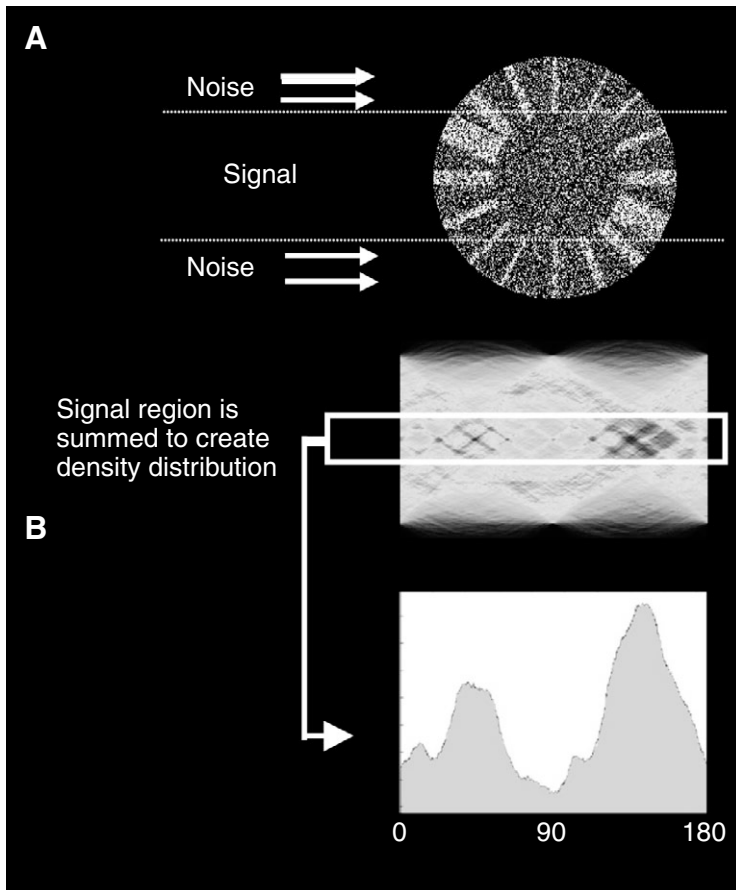 A
Noise
Signal
Noise
Signal region is
summed to create
density distribution
B
0 90 180